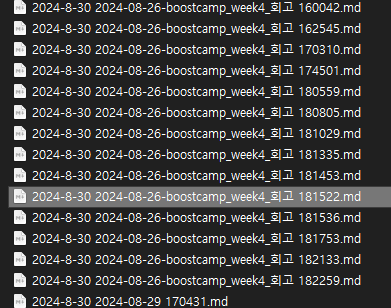 2024-8-30 2024-08-26-boostcamp_week4_회고 160042.md
2024-8-30 2024-08-26-boostcamp_week4_회고 162545.md
2024-8-30 2024-08-26-boostcamp_week4_회고 170310.md
2024-8-30 2024-08-26-boostcamp_week4_회고 174501.md
2024-8-30 2024-08-26-boostcamp_week4_회고 180559.md
2024-8-30 2024-08-26-boostcamp_week4_회고 180805.md
2024-8-30 2024-08-26-boostcamp_week4_회고 181029.md
2024-8-30 2024-08-26-boostcamp_week4_회고 181335.md
2024-8-30 2024-08-26-boostcamp_week4_회고 181453.md
2024-8-30 2024-08-26-boostcamp_week4_회고 181522.md
2024-8-30 2024-08-26-boostcamp_week4_회고 181536.md
2024-8-30 2024-08-26-boostcamp_week4_회고 181753.md
2024-8-30 2024-08-26-boostcamp_week4_회고 182133.md
2024-8-30 2024-08-26-boostcamp_week4_회고 182259.md
2024-8-30 2024-08-29 170431.md